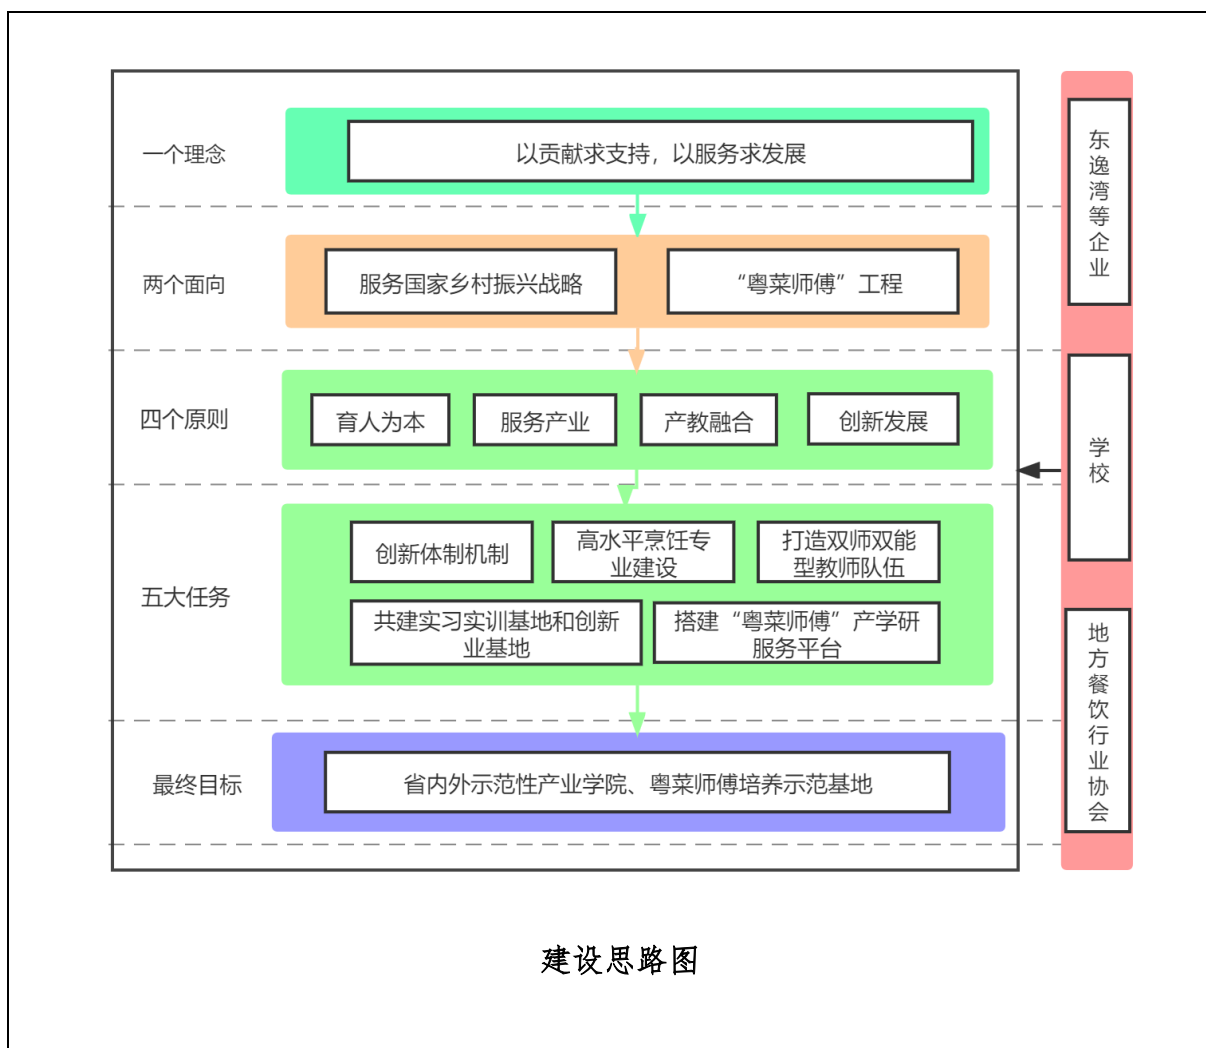 一个理念
以贡献求支持，以服务求发展
两个面向
服务国家乡村振兴战略
“粤菜师傅”工程
四个原则
育人为本
服务产业
产教融合
创新发展
五大任务
创新体制机制
高水平烹饪专
业建设
打造双师双能
型教师队伍
共建实习实训基地和创新
业基地
搭建“粤菜师傅”产学研
服务平台
最终目标
省内外示范性产业学院、粤菜师傅培养示范基地
东逸湾等企业
学校
地方餐饮行业协会
建设思路图